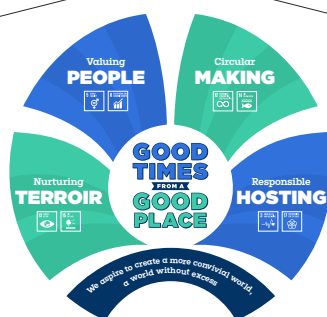 Valuing
PEOPLE
Circular
MAKING
GOOD
TIMES
FROM A
GOOD
PLACE
Nurturing
TERROIR
Responsible
HOSTING
We aspire to create a more convivial world,
a world without excess